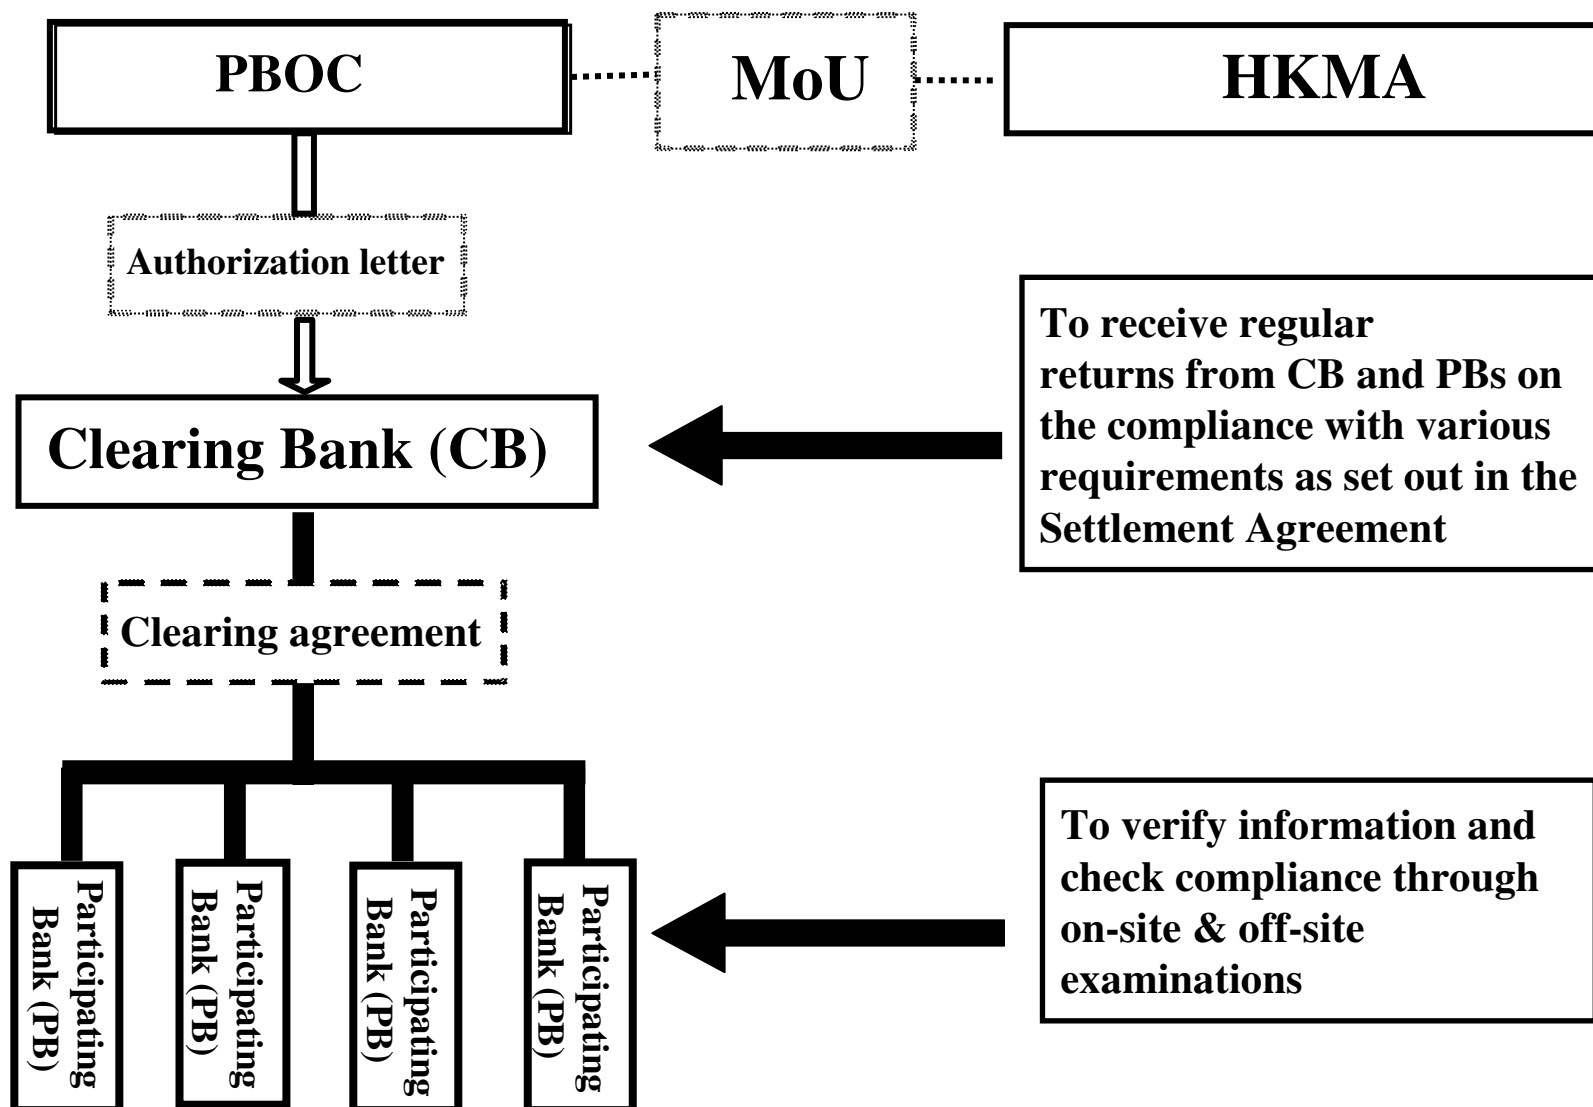 PBOC
MoU
HKMA
Authorization letter
To receive regular
returns from CB and PBs on
the compliance with various
requirements as set out in the
Settlement Agreement
Clearing Bank (CB)
Clearing agreement
To verify information and
check compliance through
on-site & off-site
examinations
Participating
Bank (PB)
Participating
Bank (PB)
Participating
Bank (PB)
Participating
Bank (PB)